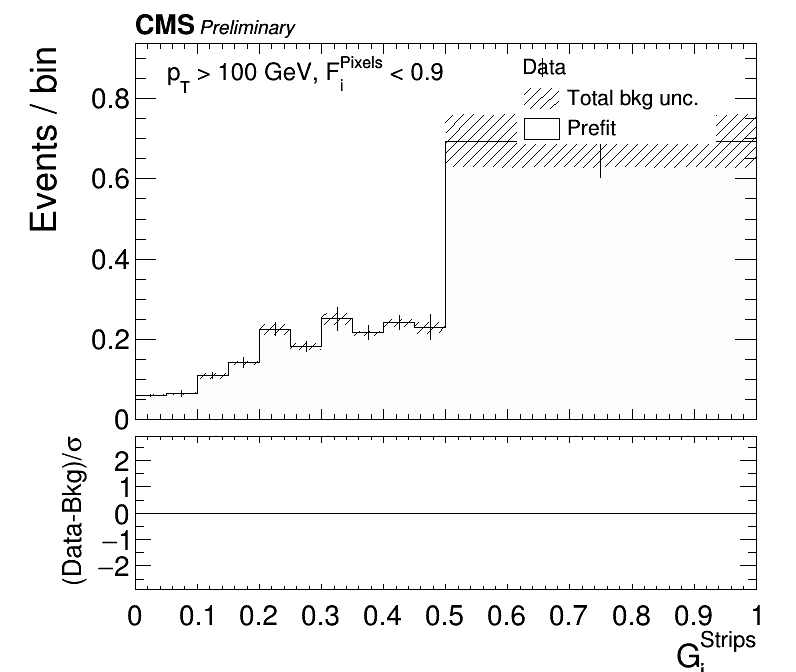 CMS Preliminary
Events / bin
p_T > 100 GeV, F_i^Pixels < 0.9
Data
Total bkg unc.
Prefit
0.8
0.6
0.4
0.2
0
(Data-Bkg)/σ
2
1
0
−1
−2
0 0.1 0.2 0.3 0.4 0.5 0.6 0.7 0.8 0.9 1
G_i^Strips